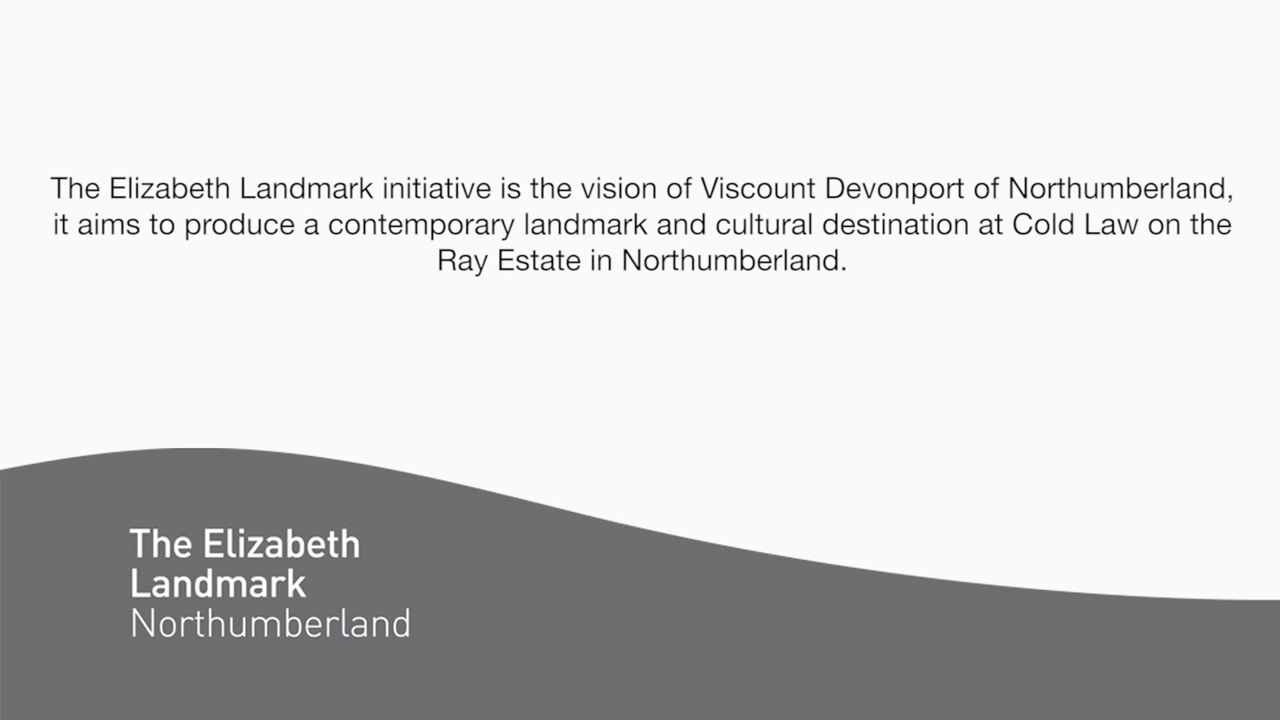 The Elizabeth Landmark initiative is the vision of Viscount Devonport of Northumberland,
it aims to produce a contemporary landmark and cultural destination at Cold Law on the
Ray Estate in Northumberland.
The Elizabeth
Landmark
Northumberland